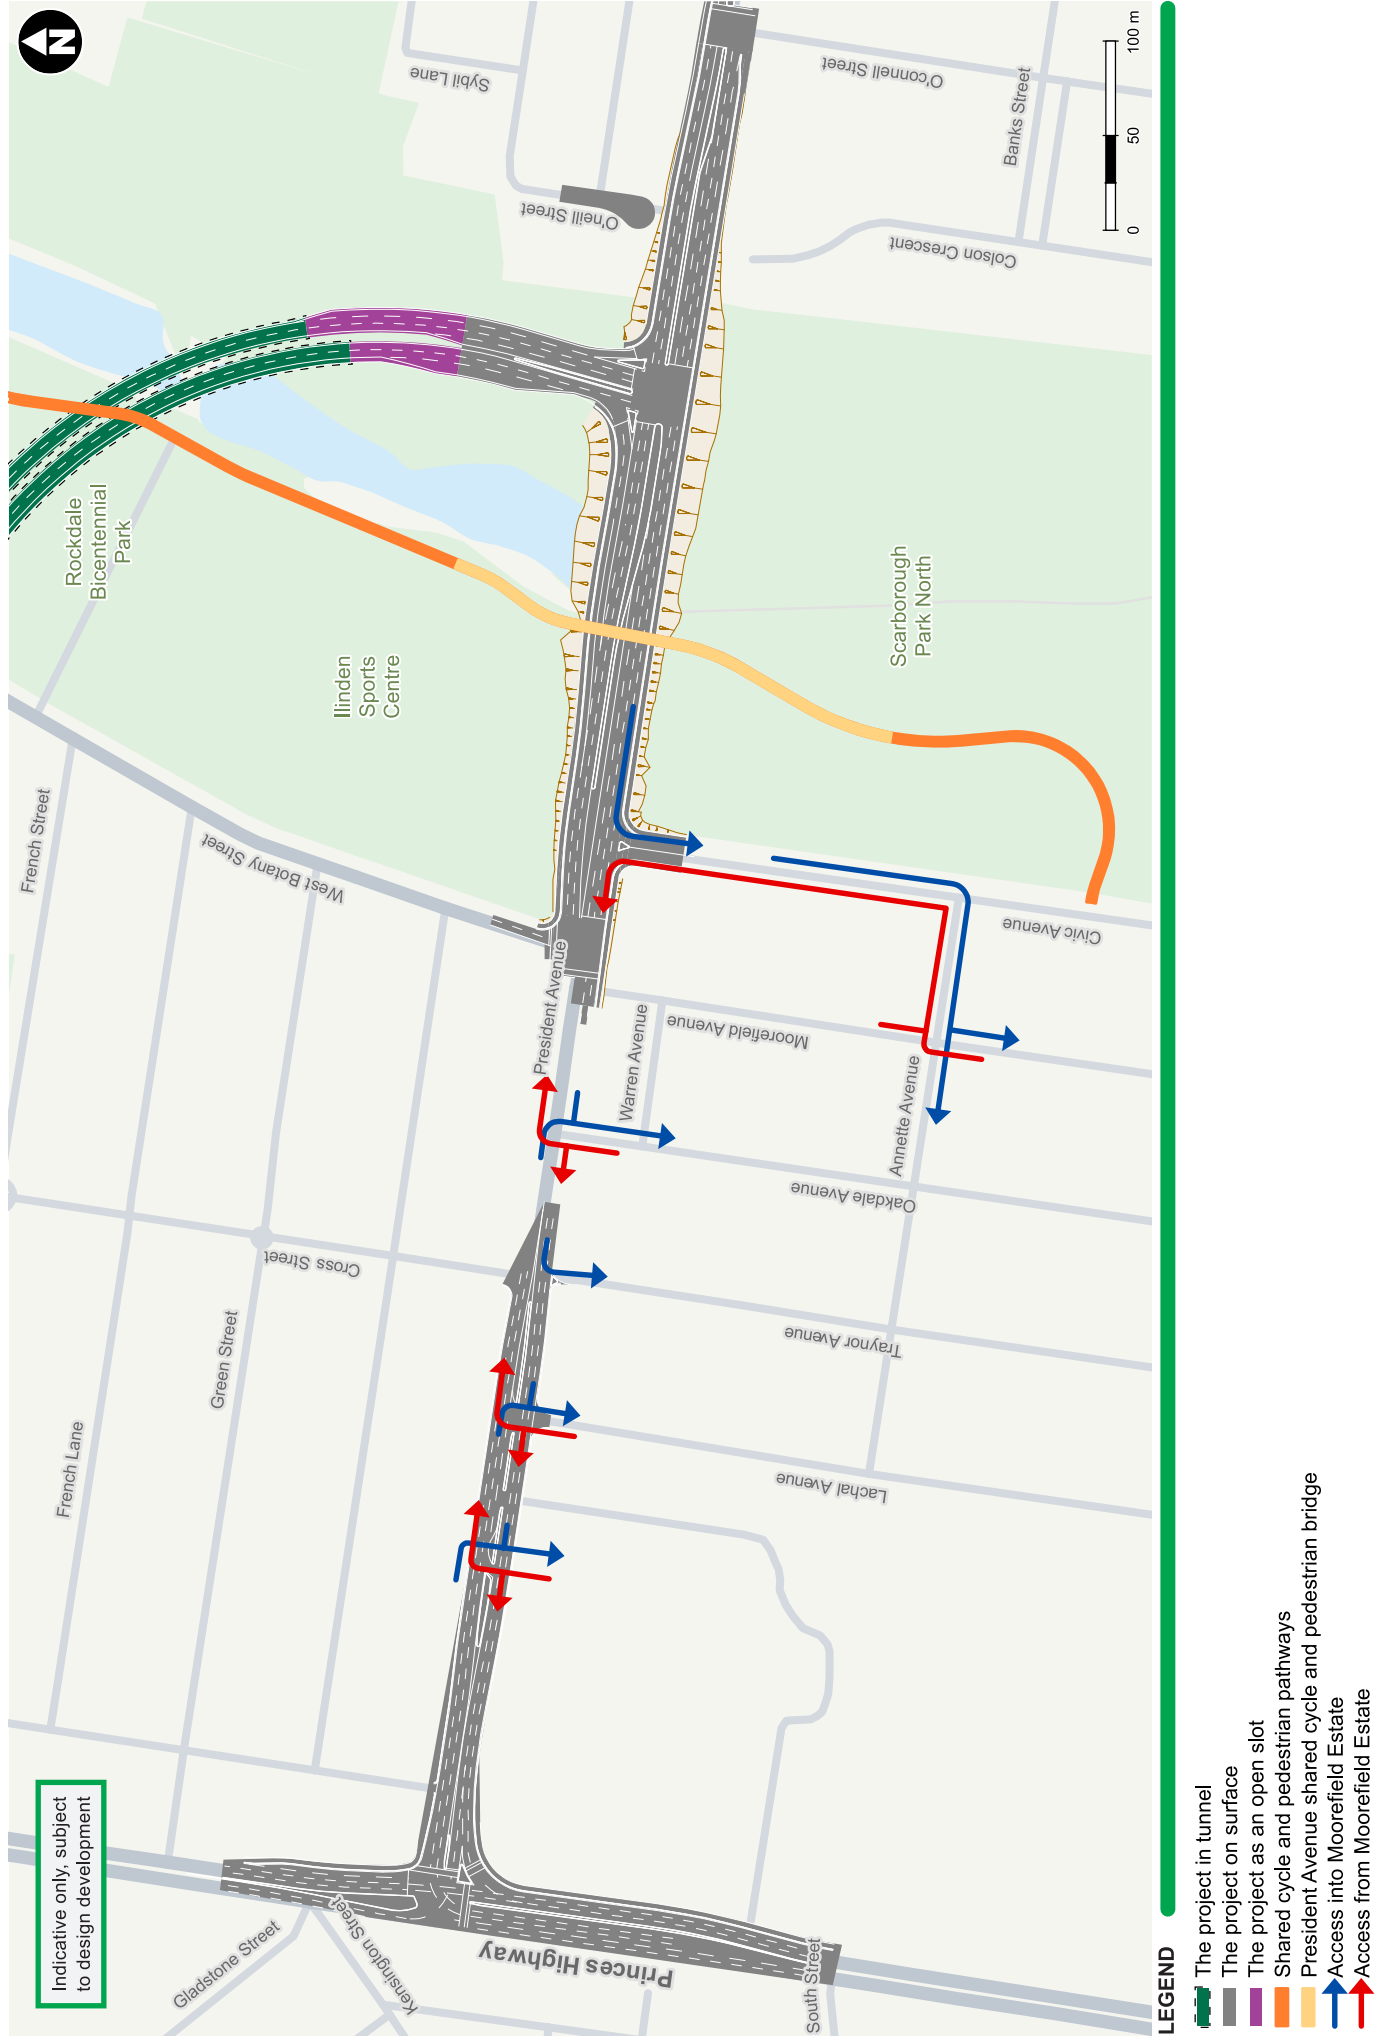 N
Indicative only, subject
to design development
Gladstone Street
Kensington Street
Princes Highway
South Street
French Lane
Green Street
Cross Street
French Street
West Botany Street
President Avenue
Warren Avenue
Moorefield Avenue
Annette Avenue
Oakdale Avenue
Traynor Avenue
Lachal Avenue
Civic Avenue
Ilinden
Sports
Centre
Rockdale
Bicentennial
Park
Scarborough
Park North
Sybil Lane
O'neill Street
O'connell Street
Banks Street
Colson Crescent
0 50 100 m
LEGEND
The project in tunnel
The project on surface
The project as an open slot
Shared cycle and pedestrian pathways
President Avenue shared cycle and pedestrian bridge
Access into Moorefield Estate
Access from Moorefield Estate